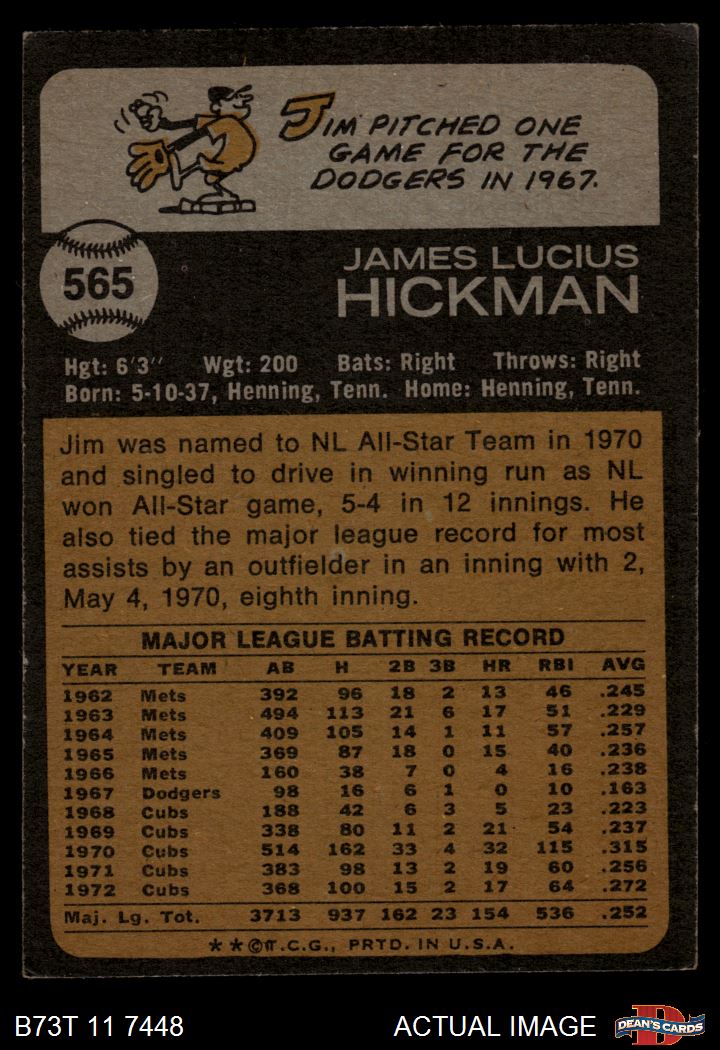 JIM PITCHED ONE
GAME FOR THE
DODGERS IN 1967.
565
JAMES LUCIUS
HICKMAN
Hgt: 6'3" Wgt: 200 Bats: Right Throws: Right
Born: 5-10-37, Henning, Tenn. Home: Henning, Tenn.
Jim was named to NL All-Star Team in 1970
and singled to drive in winning run as NL
won All-Star game, 5-4 in 12 innings. He
also tied the major league record for most
assists by an outfielder in an inning with 2,
May 4, 1970, eighth inning.
MAJOR LEAGUE BATTING RECORD
YEAR TEAM AB H 2B 3B HR RBI AVG
1962 Mets 392 96 18 2 13 46 .245
1963 Mets 494 113 21 6 17 51 .229
1964 Mets 409 105 14 1 11 57 .257
1965 Mets 369 87 18 0 15 40 .236
1966 Mets 160 38 7 0 4 16 .238
1967 Dodgers 98 16 6 1 0 10 .163
1968 Cubs 188 42 6 3 5 23 .223
1969 Cubs 338 80 11 2 21 54 .237
1970 Cubs 514 162 33 4 32 115 .315
1971 Cubs 383 98 13 2 19 60 .256
1972 Cubs 368 100 15 2 17 64 .272
Maj. Lg. Tot. 3713 937 162 23 154 536 .252
**©T.C.G., PRTD. IN U.S.A.
B73T 11 7448 ACTUAL IMAGE DEAN'S CARDS